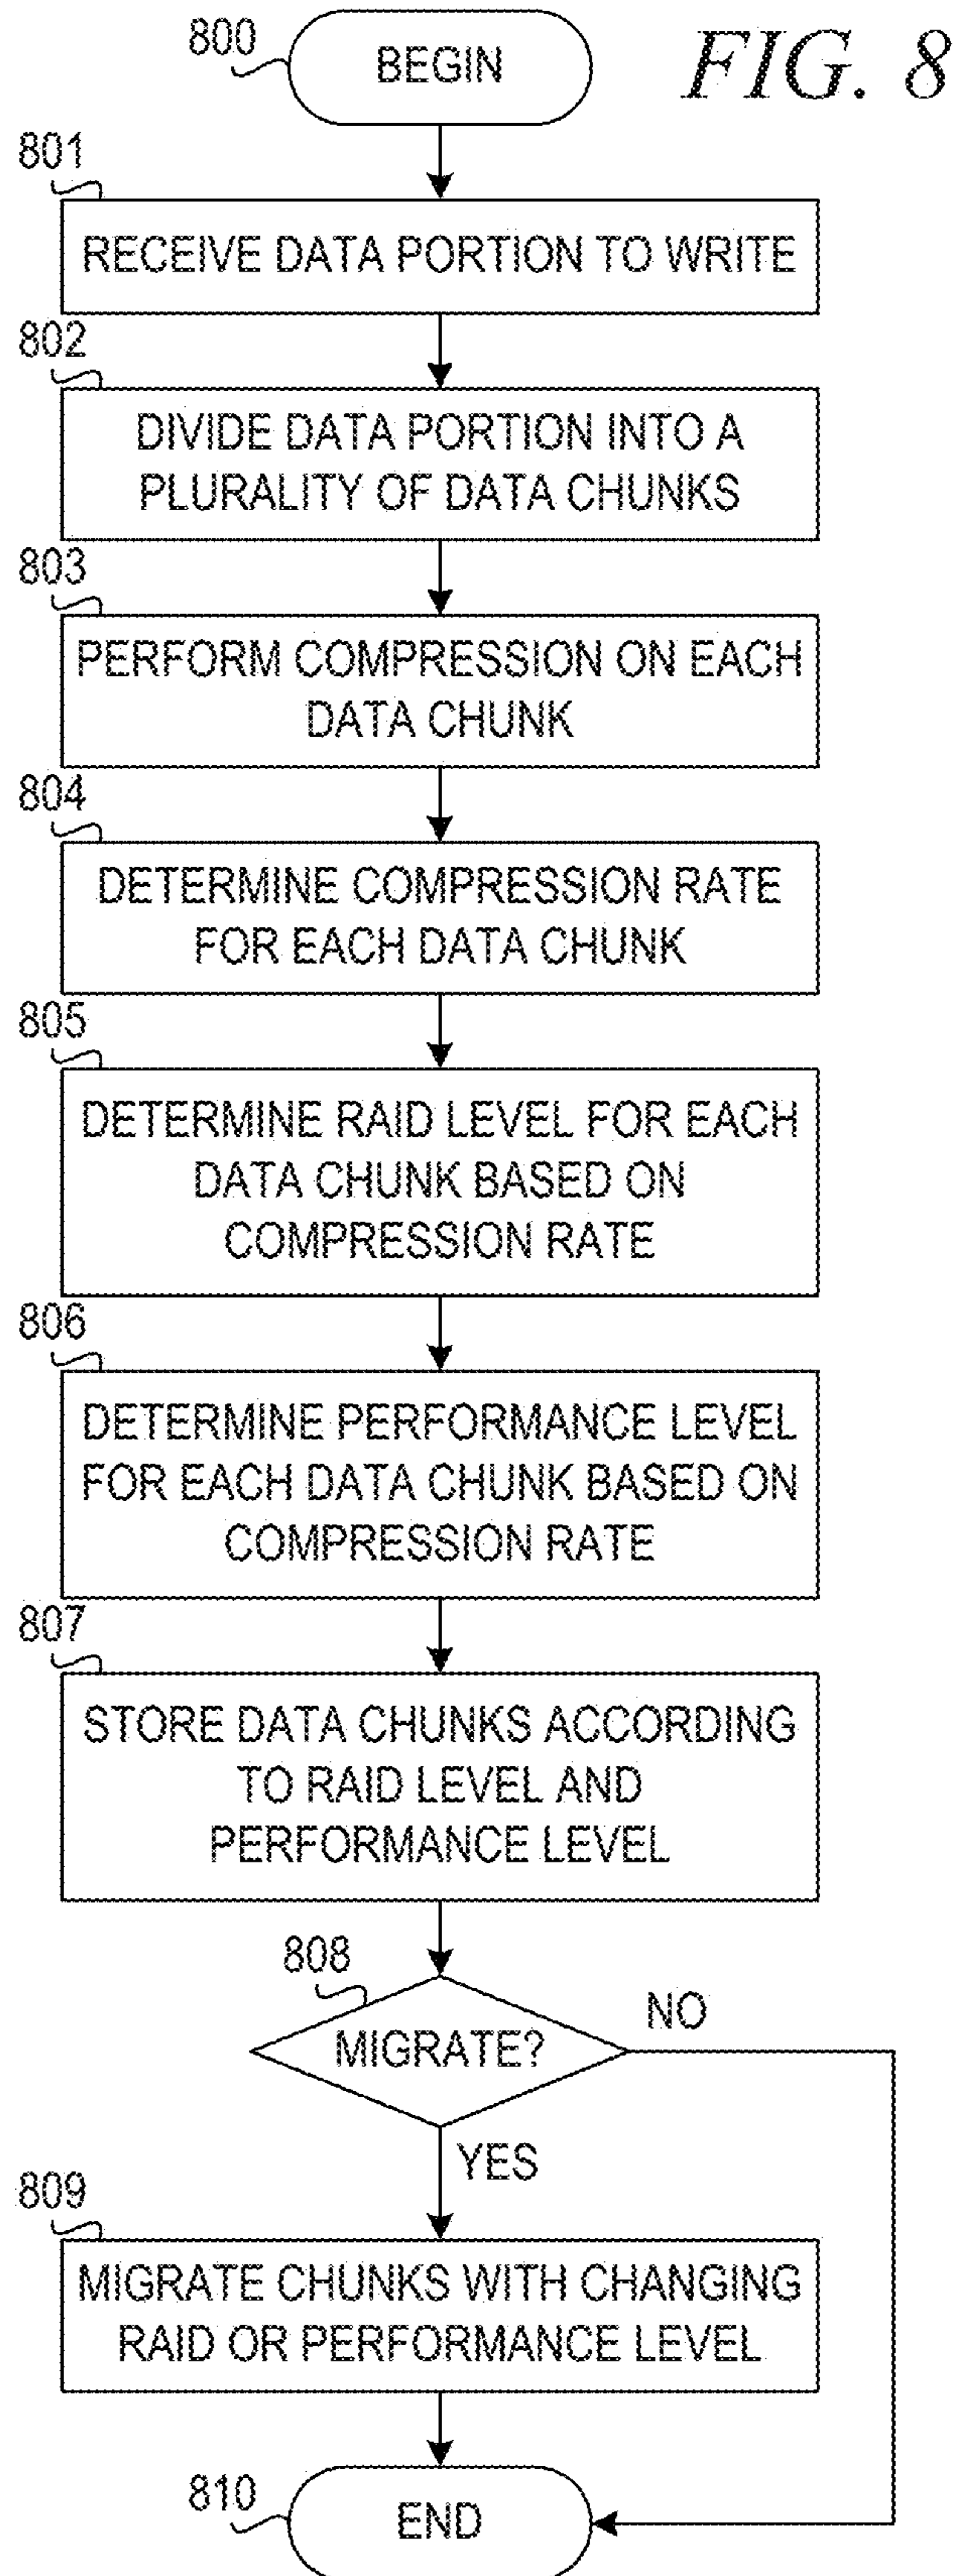 800
BEGIN
FIG. 8
801
RECEIVE DATA PORTION TO WRITE
802
DIVIDE DATA PORTION INTO A
PLURALITY OF DATA CHUNKS
803
PERFORM COMPRESSION ON EACH
DATA CHUNK
804
DETERMINE COMPRESSION RATE
FOR EACH DATA CHUNK
805
DETERMINE RAID LEVEL FOR EACH
DATA CHUNK BASED ON
COMPRESSION RATE
806
DETERMINE PERFORMANCE LEVEL
FOR EACH DATA CHUNK BASED ON
COMPRESSION RATE
807
STORE DATA CHUNKS ACCORDING
TO RAID LEVEL AND
PERFORMANCE LEVEL
808
MIGRATE?
NO
YES
809
MIGRATE CHUNKS WITH CHANGING
RAID OR PERFORMANCE LEVEL
810
END